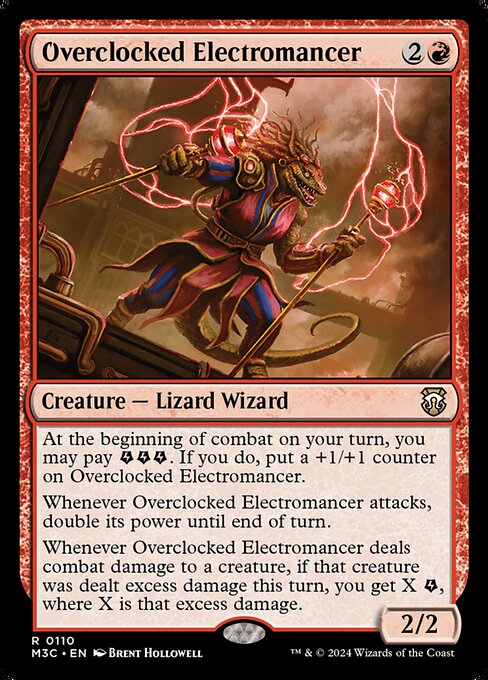 Overclocked Electromancer 2
Creature — Lizard Wizard
At the beginning of combat on your turn, you
may pay. If you do, put a +1/+1 counter
on Overclocked Electromancer.
Whenever Overclocked Electromancer attacks,
double its power until end of turn.
Whenever Overclocked Electromancer deals
combat damage to a creature, if that creature
was dealt excess damage this turn, you get X,
where X is that excess damage.
2/2
R 0110
M3C • EN Brent Hollowell
™ & © 2024 Wizards of the Coast